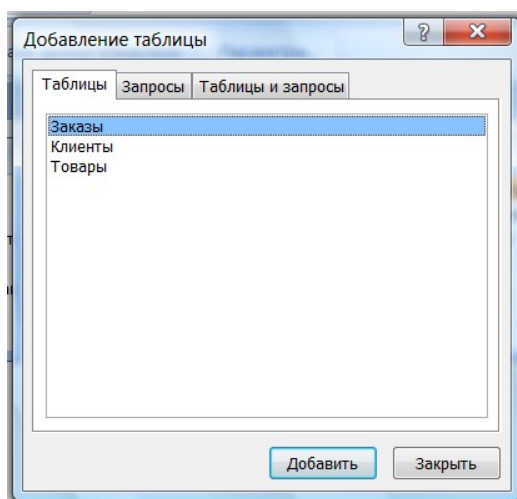 Добавление таблицы
Таблицы Запросы Таблицы и запросы
Заказы
Клиенты
Товары
Добавить Закрыть